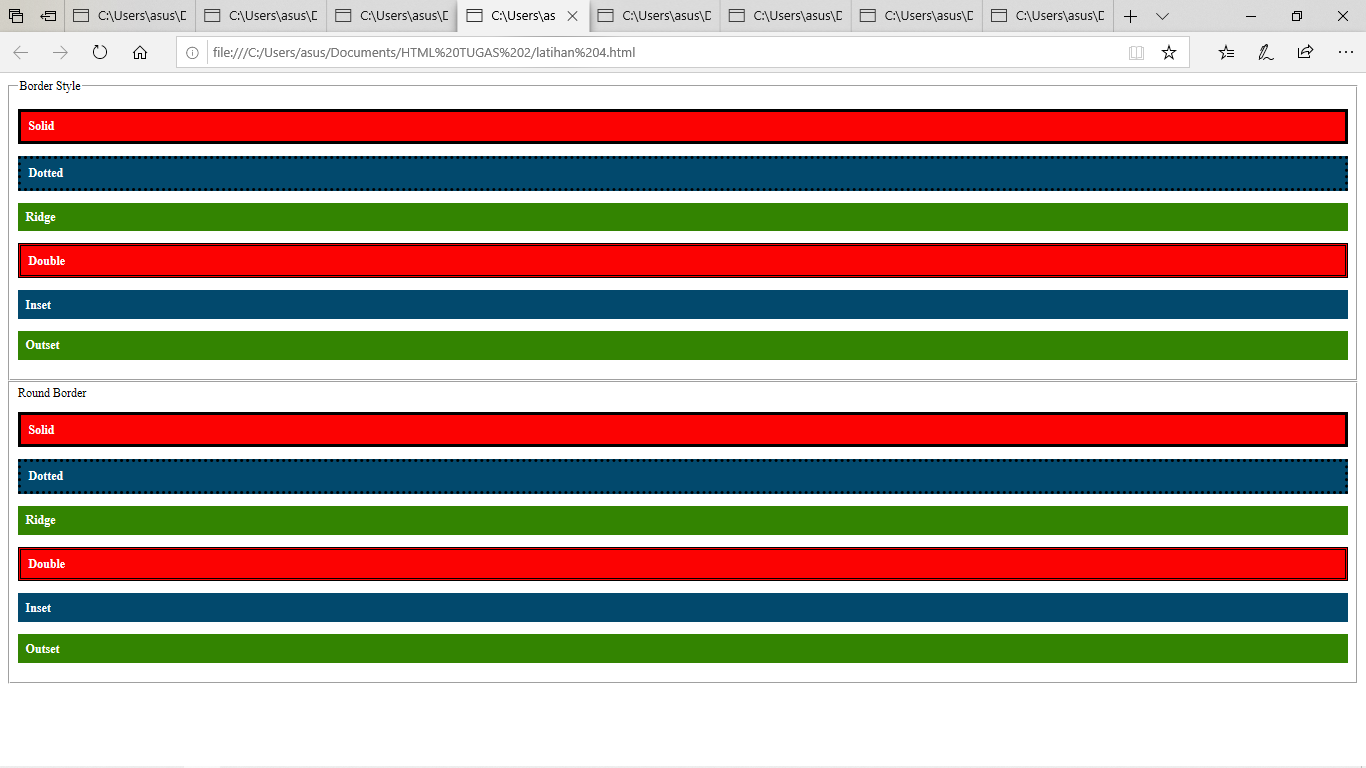 C:\Users\asus\D
C:\Users\asus\D
C:\Users\asus\D
C:\Users\as
C:\Users\asus\D
C:\Users\asus\D
C:\Users\asus\D
C:\Users\asus\D
file:///C:/Users/asus/Documents/HTML%20TUGAS%202/latihan%204.html
Border Style
Solid
Dotted
Ridge
Double
Inset
Outset
Round Border
Solid
Dotted
Ridge
Double
Inset
Outset